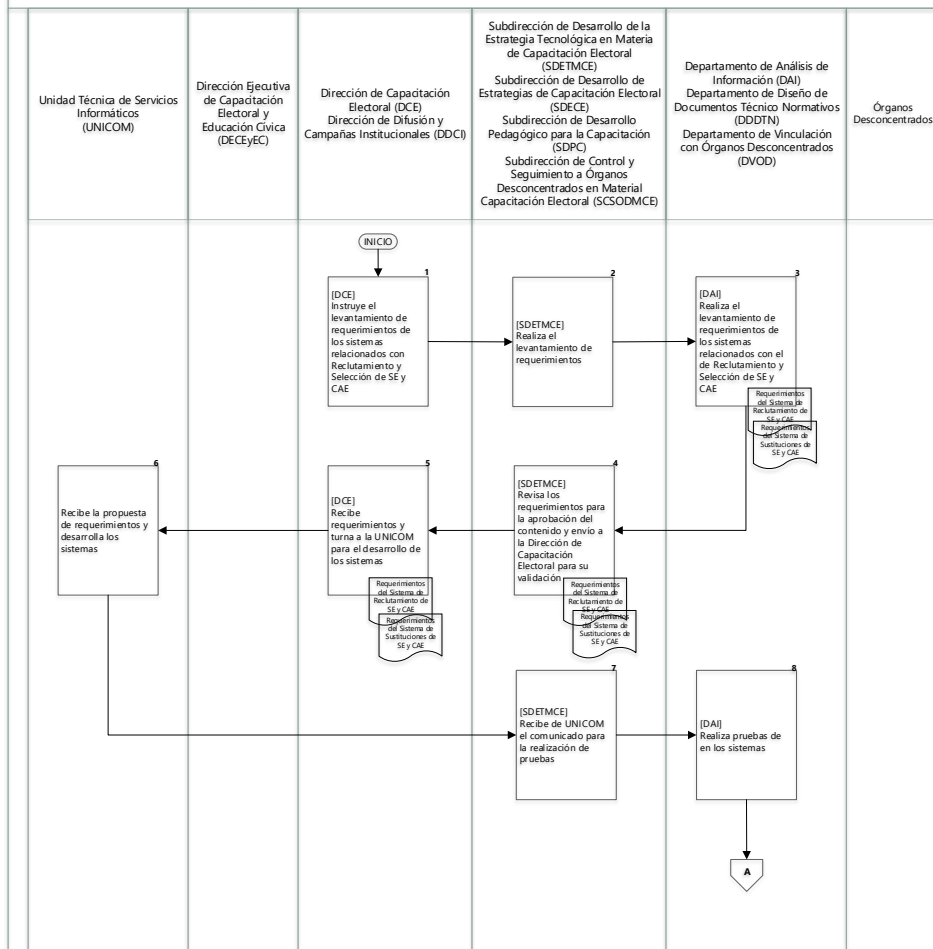 Unidad Técnica de Servicios
Informáticos
(UNICOM)
Dirección Ejecutiva
de Capacitación
Electoral y
Educación Cívica
(DECEyEC)
Dirección de Capacitación
Electoral (DCE)
Dirección de Difusión y
Campañas Institucionales (DDCI)
Subdirección de Desarrollo de la
Estrategia Tecnológica en Materia
de Capacitación Electoral
(SDETMCE)
Subdirección de Desarrollo de
Estrategias de Capacitación Electoral
(SDECE)
Subdirección de Desarrollo
Pedagógico para la Capacitación
(SDPC)
Subdirección de Control y
Seguimiento a Órganos
Desconcentrados en Material
Capacitación Electoral (SCSODMCE)
Departamento de Análisis de
Información (DAI)
Departamento de Diseño de
Documentos Técnico Normativos
(DDDTN)
Departamento de Vinculación
con Órganos Desconcentrados
(DVOD)
Órganos
Desconcentrados
INICIO
1
[DCE]
Instruye el
levantamiento de
requerimientos de
los sistemas
relacionados con
Reclutamiento y
Selección de SE y
CAE
2
[SDETMCE]
Realiza el
levantamiento de
requerimientos
3
[DAI]
Realiza el
levantamiento de
requerimientos de
los sistemas
relacionados con el
de Reclutamiento y
Selección de SE y
CAE
Requerimientos
del Sistema de
Reclutamiento de
SE y CAE
Requerimientos
del Sistema de
Sustituciones de
SE y CAE
6
Recibe la propuesta
de requerimientos y
desarrolla los
sistemas
5
[DCE]
Recibe
requerimientos y
turna a la UNICOM
para el desarrollo de
los sistemas
Requerimientos
del Sistema de
Reclutamiento de
SE y CAE
Requerimientos
del Sistema de
Sustituciones de
SE y CAE
4
[SDETMCE]
Revisa los
requerimientos para
la aprobación del
contenido y envío a
la Dirección de
Capacitación
Electoral para su
validación
Requerimientos
del Sistema de
Reclutamiento de
SE y CAE
Requerimientos
del Sistema de
Sustituciones de
SE y CAE
7
[SDETMCE]
Recibe de UNICOM
el comunicado para
la realización de
pruebas
8
[DAI]
Realiza pruebas de
en los sistemas
A